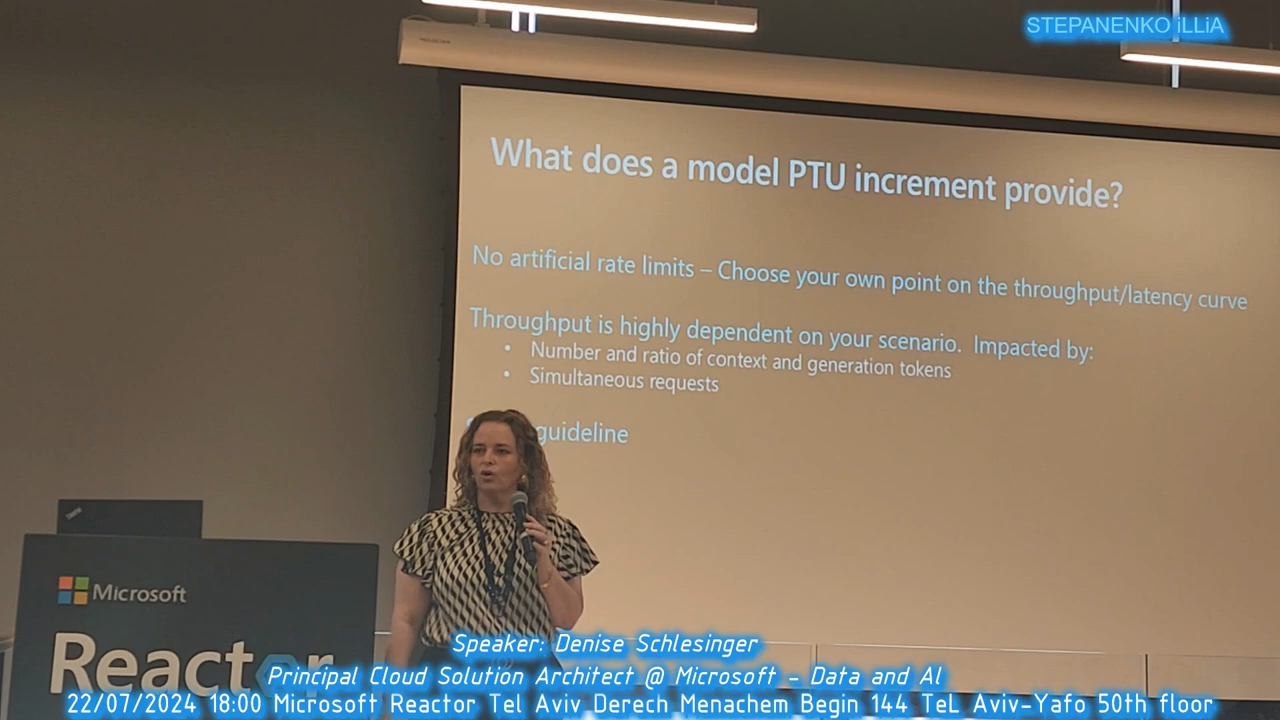 STEPANENKO iLLiA
What does a model PTU increment provide?
No artificial rate limits – Choose your own point on the throughput/latency curve
Throughput is highly dependent on your scenario. Impacted by:
• Number and ratio of context and generation tokens
• Simultaneous requests
guideline
Microsoft
Reactor
Speaker: Denise Schlesinger
Principal Cloud Solution Architect @ Microsoft - Data and AI
22/07/2024 18:00 Microsoft Reactor Tel Aviv Derech Menachem Begin 144 TeL Aviv-Yafo 50th floor